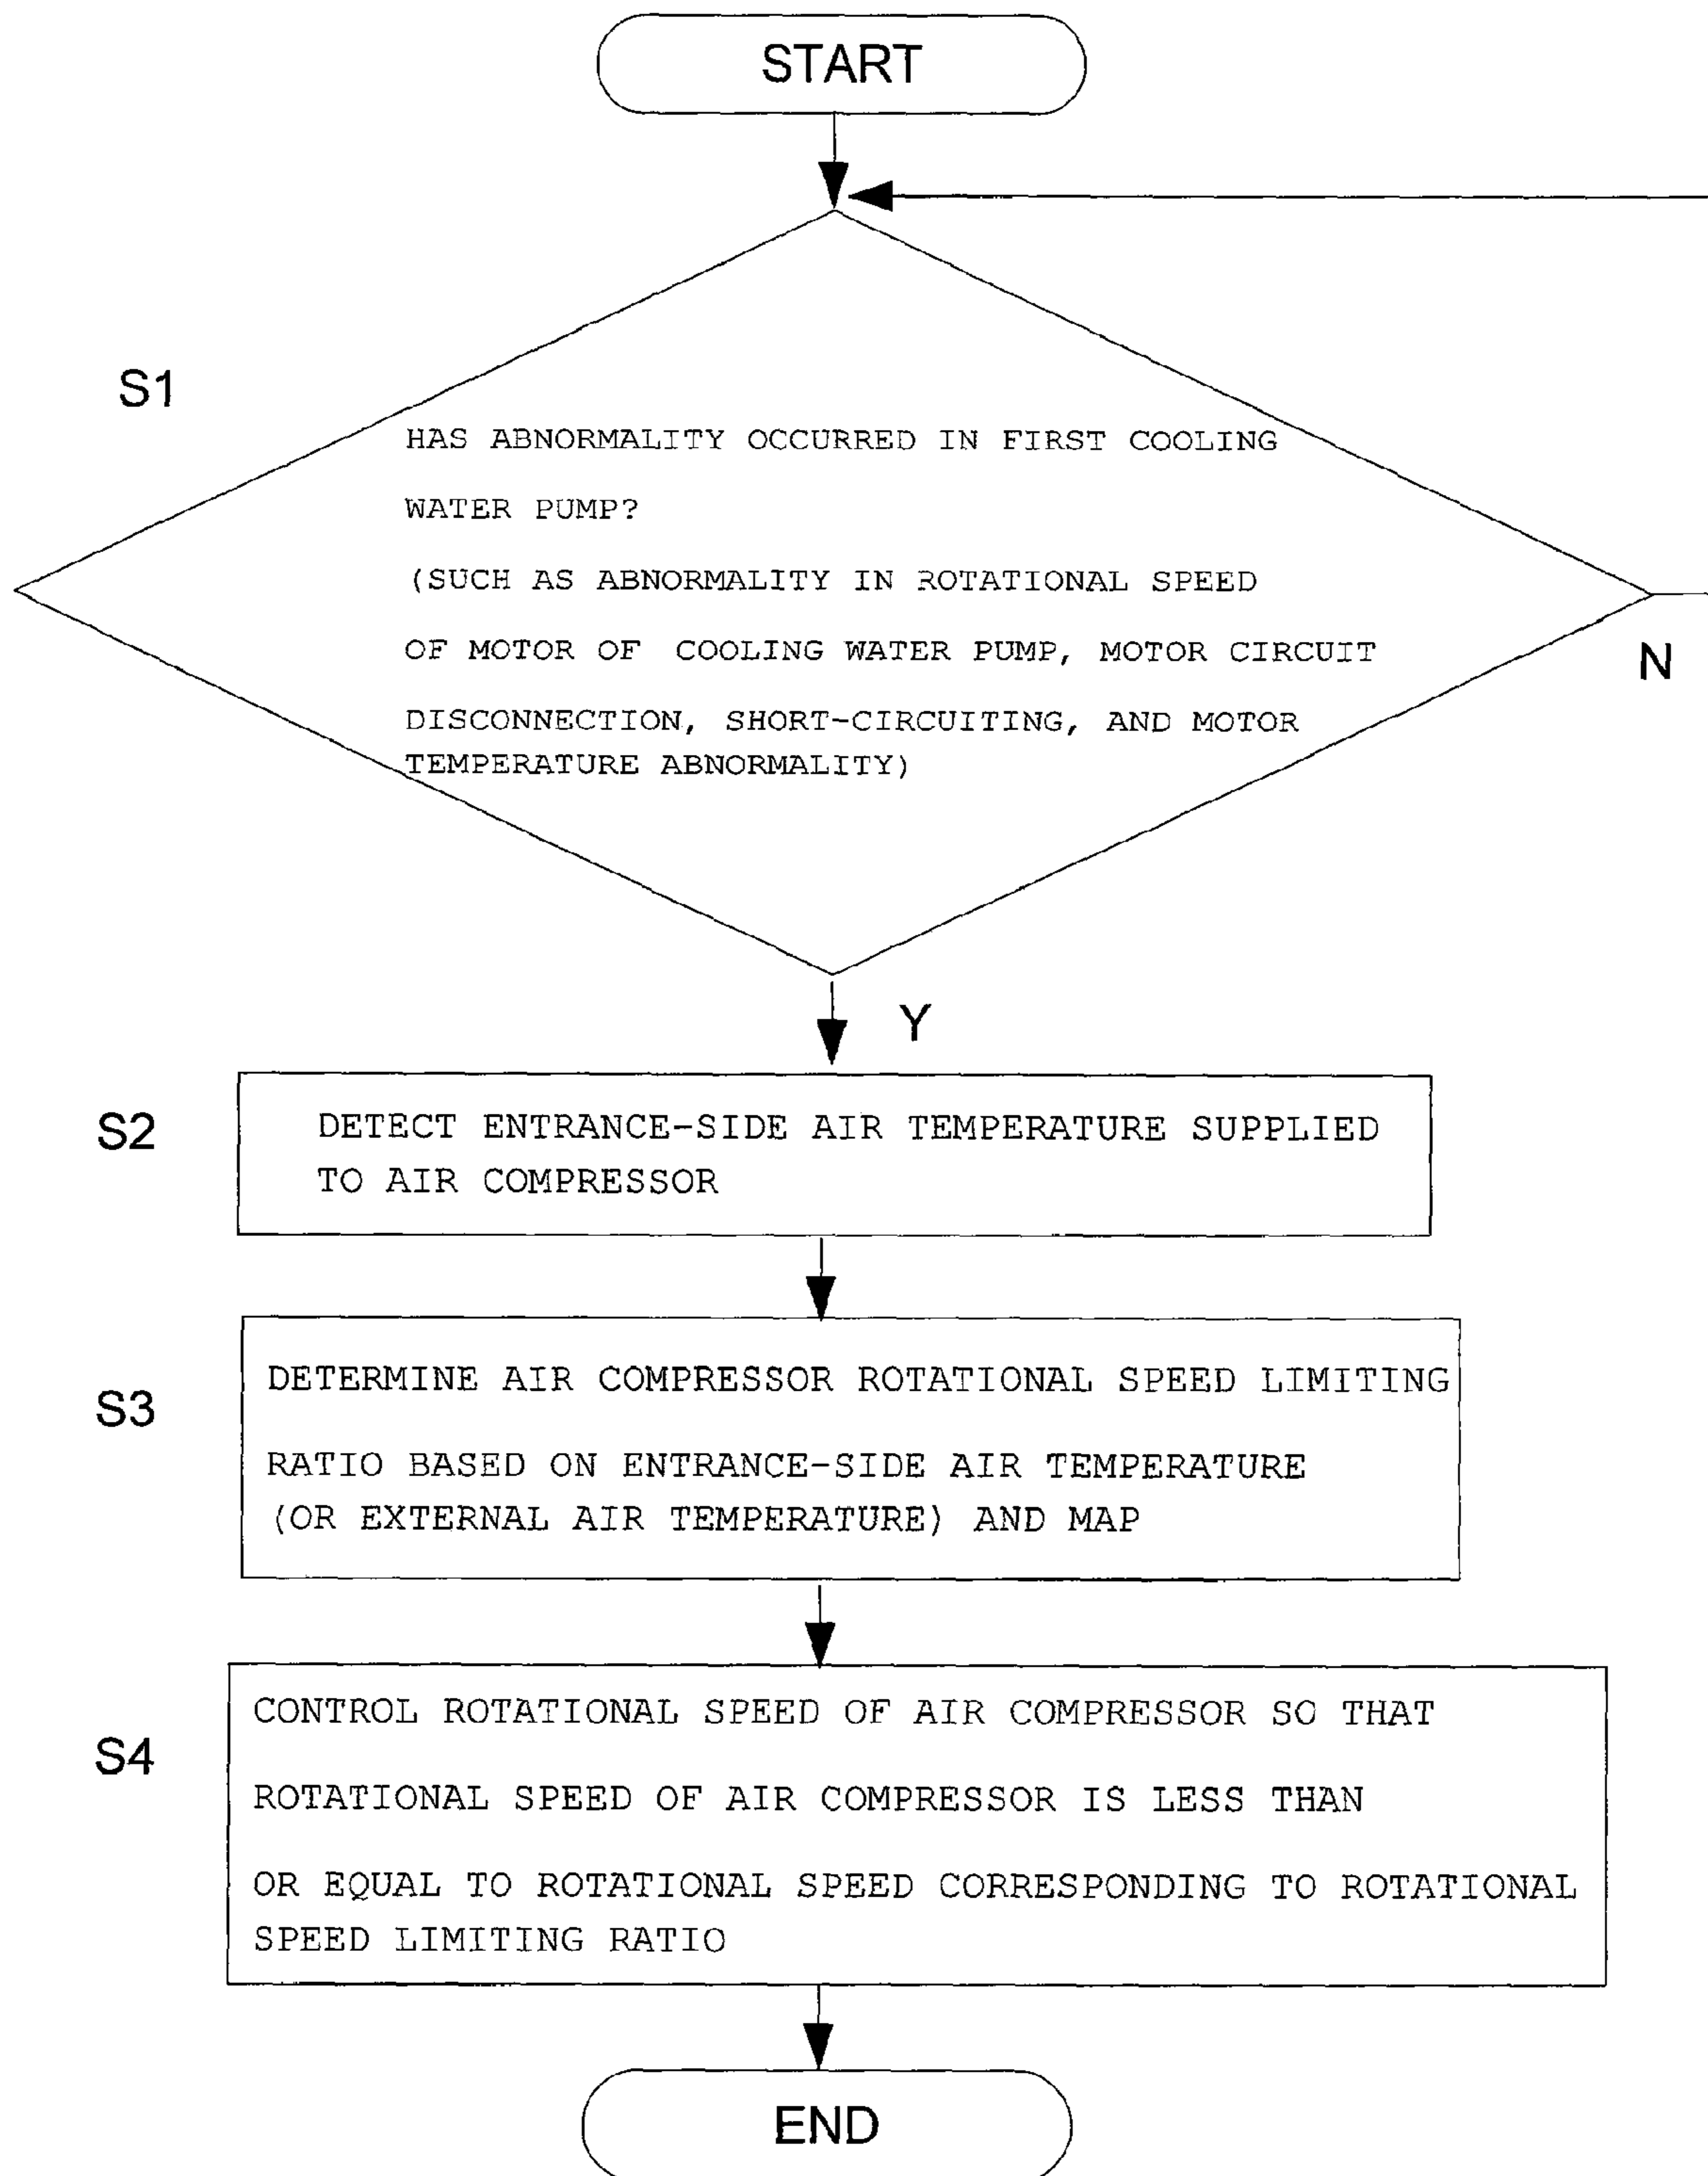 START
S1
HAS ABNORMALITY OCCURRED IN FIRST COOLING
WATER PUMP?
(SUCH AS ABNORMALITY IN ROTATIONAL SPEED
OF MOTOR OF COOLING WATER PUMP, MOTOR CIRCUIT
DISCONNECTION, SHORT-CIRCUITING, AND MOTOR
TEMPERATURE ABNORMALITY)
N
Y
S2
DETECT ENTRANCE-SIDE AIR TEMPERATURE SUPPLIED
TO AIR COMPRESSOR
S3
DETERMINE AIR COMPRESSOR ROTATIONAL SPEED LIMITING
RATIO BASED ON ENTRANCE-SIDE AIR TEMPERATURE
(OR EXTERNAL AIR TEMPERATURE) AND MAP
S4
CONTROL ROTATIONAL SPEED OF AIR COMPRESSOR SO THAT
ROTATIONAL SPEED OF AIR COMPRESSOR IS LESS THAN
OR EQUAL TO ROTATIONAL SPEED CORRESPONDING TO ROTATIONAL
SPEED LIMITING RATIO
END